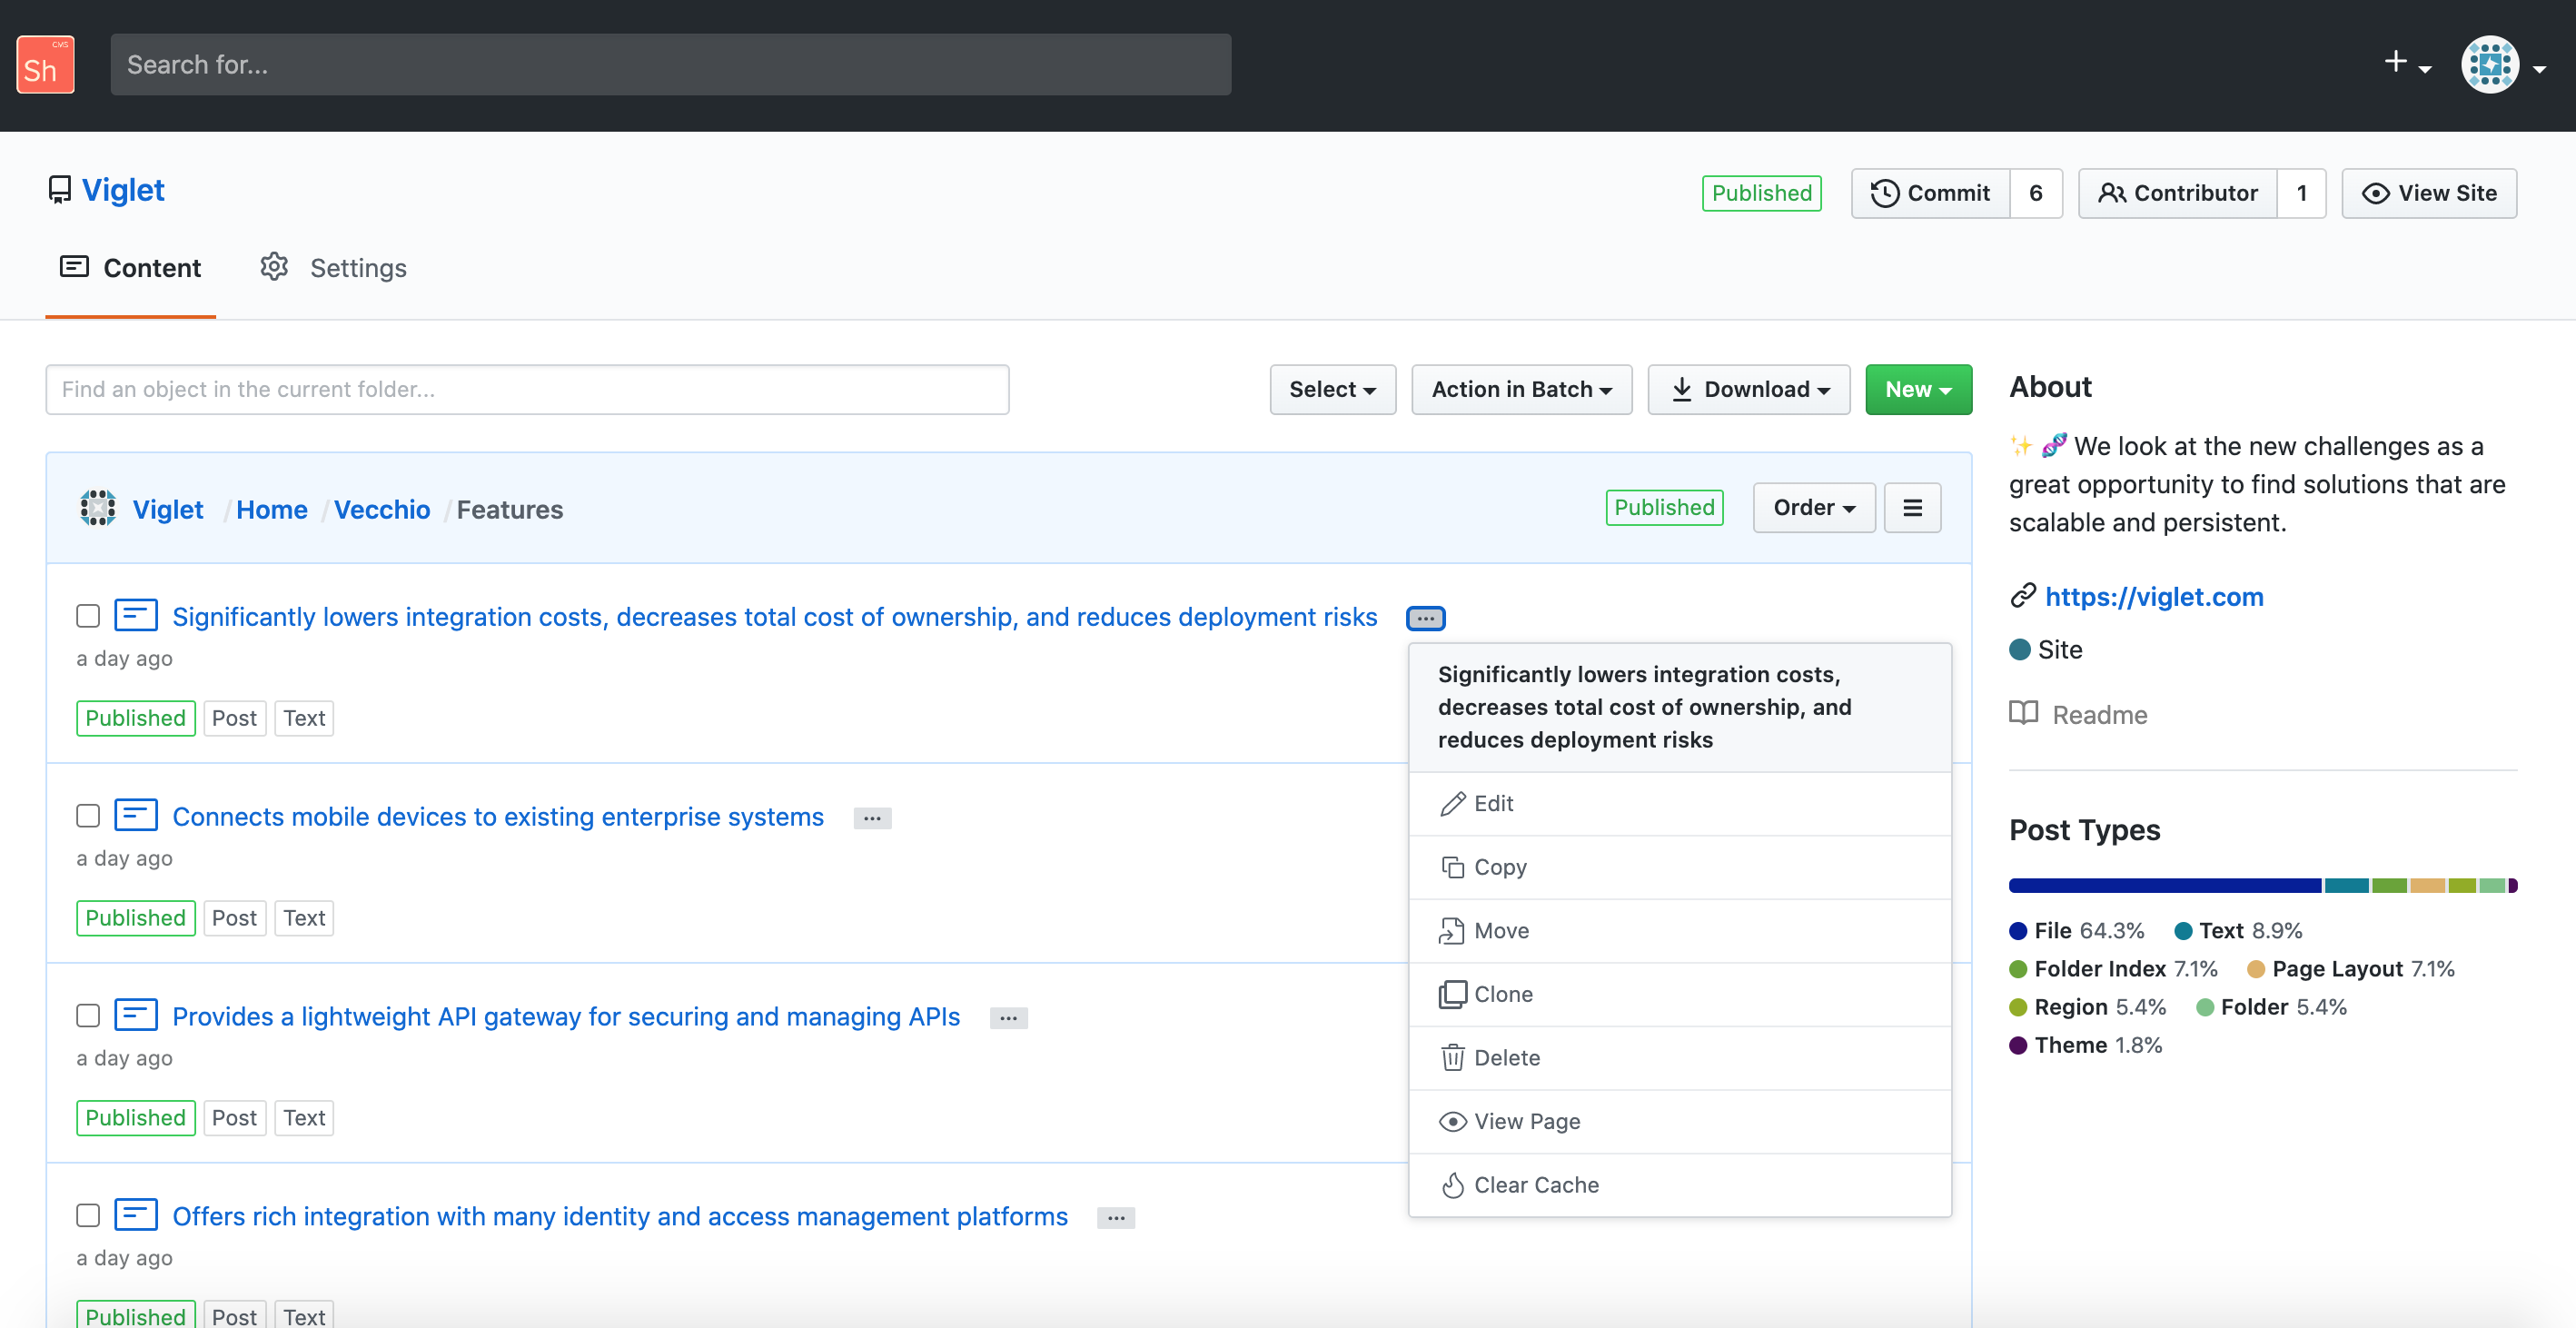 CMS
Sh
Search for...
Viglet
Published
Commit 6
Contributor 1
View Site
Content
Settings
Find an object in the current folder...
Select
Action in Batch
Download
New
Viglet / Home / Vecchio / Features
Published
Order
Significantly lowers integration costs, decreases total cost of ownership, and reduces deployment risks
a day ago
Published Post Text
Connects mobile devices to existing enterprise systems
a day ago
Published Post Text
Provides a lightweight API gateway for securing and managing APIs
a day ago
Published Post Text
Offers rich integration with many identity and access management platforms
a day ago
Published Post Text
Significantly lowers integration costs,
decreases total cost of ownership, and
reduces deployment risks
Edit
Copy
Move
Clone
Delete
View Page
Clear Cache
About
✨ 🧬 We look at the new challenges as a
great opportunity to find solutions that are
scalable and persistent.
https://viglet.com
Site
Readme
Post Types
File 64.3% Text 8.9%
Folder Index 7.1% Page Layout 7.1%
Region 5.4% Folder 5.4%
Theme 1.8%